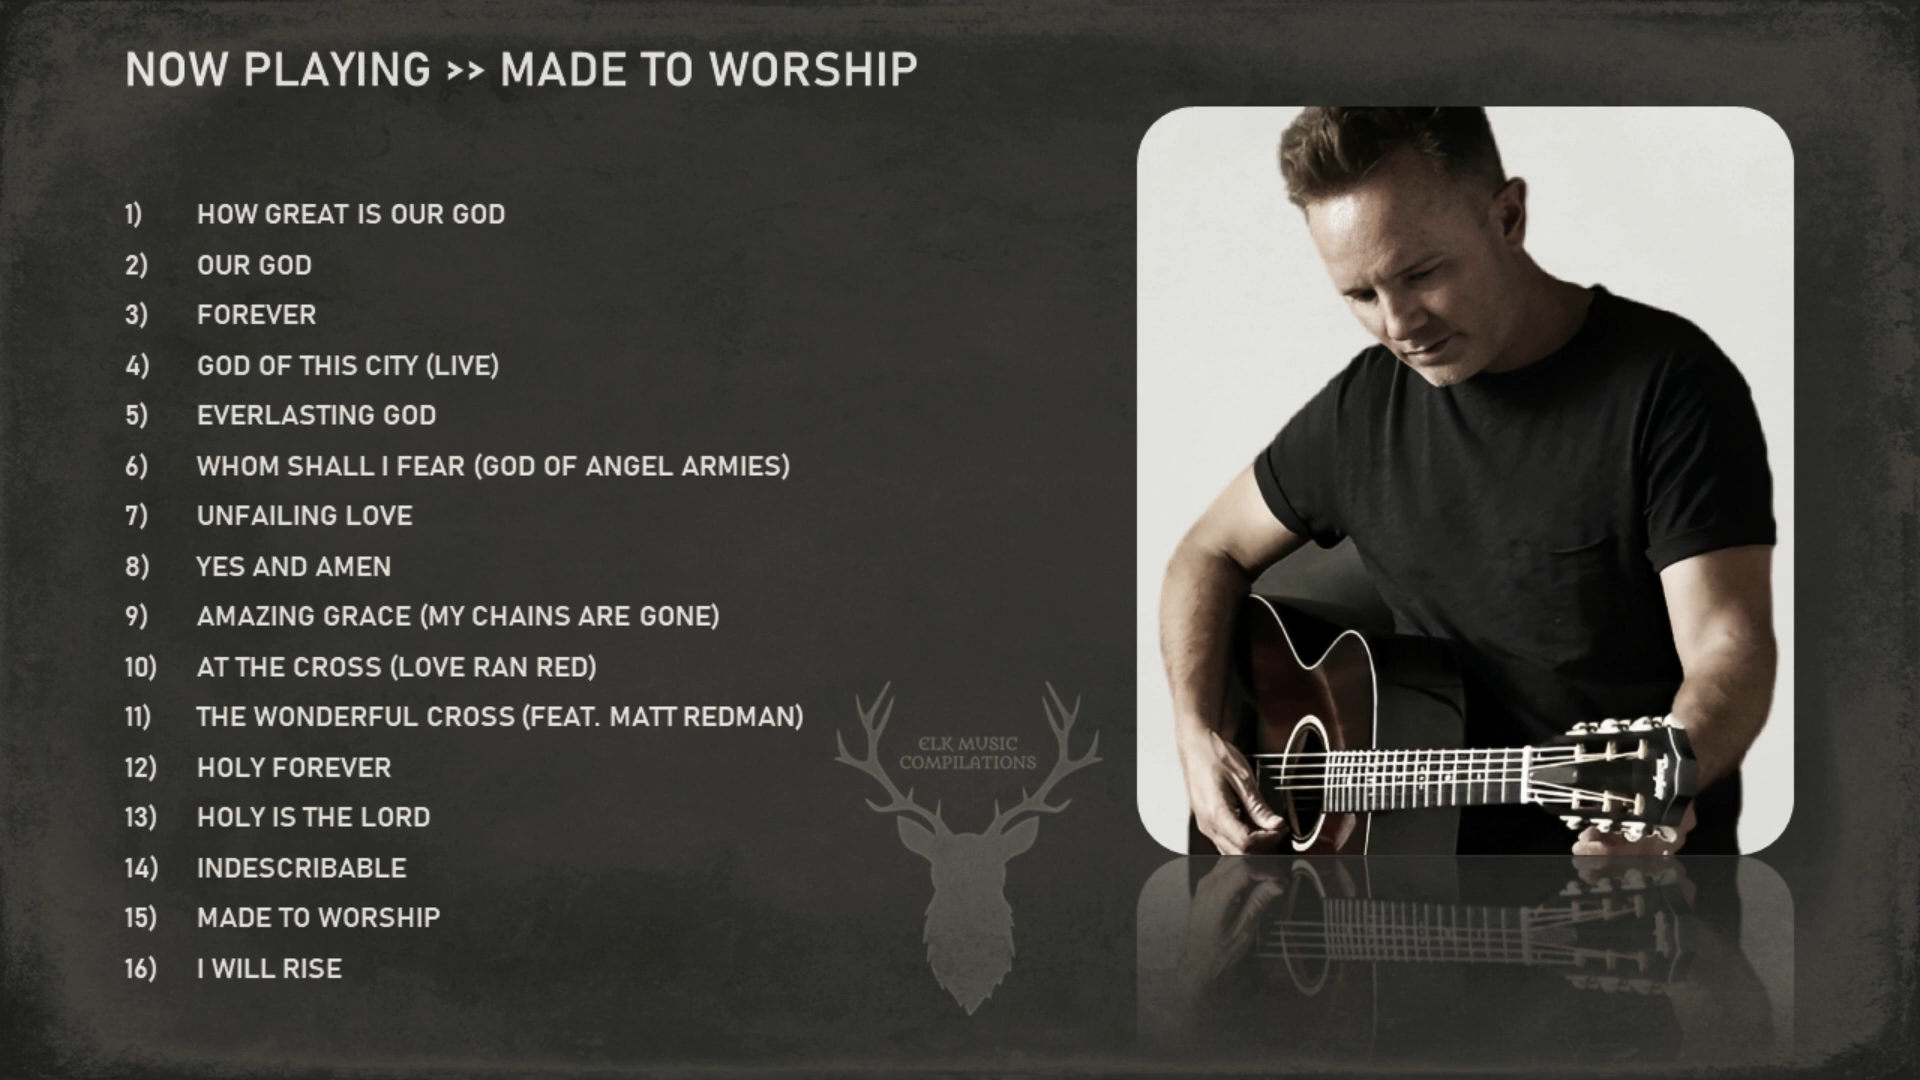 NOW PLAYING >> MADE TO WORSHIP
1) HOW GREAT IS OUR GOD
2) OUR GOD
3) FOREVER
4) GOD OF THIS CITY (LIVE)
5) EVERLASTING GOD
6) WHOM SHALL I FEAR (GOD OF ANGEL ARMIES)
7) UNFAILING LOVE
8) YES AND AMEN
9) AMAZING GRACE (MY CHAINS ARE GONE)
10) AT THE CROSS (LOVE RAN RED)
11) THE WONDERFUL CROSS (FEAT. MATT REDMAN)
12) HOLY FOREVER
13) HOLY IS THE LORD
14) INDESCRIBABLE
15) MADE TO WORSHIP
16) I WILL RISE
ELK MUSIC
COMPILATIONS
Taylor